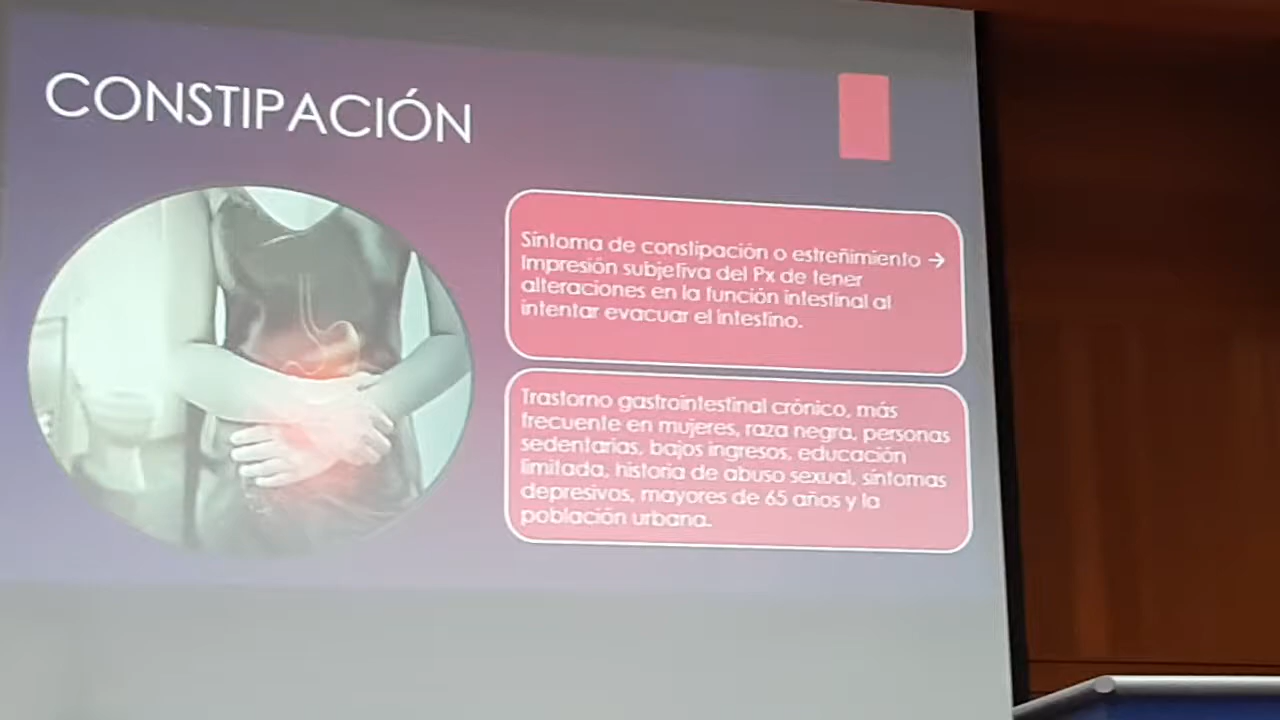 CONSTIPACIÓN
Síntoma de constipación o estreñimiento →
Impresión subjetiva del Px de tener
alteraciones en la función intestinal al
intentar evacuar el intestino.
Trastorno gastrointestinal crónico, más
frecuente en mujeres, raza negra, personas
sedentarias, bajos ingresos, educación
limitada, historia de abuso sexual, síntomas
depresivos, mayores de 65 años y la
población urbana.